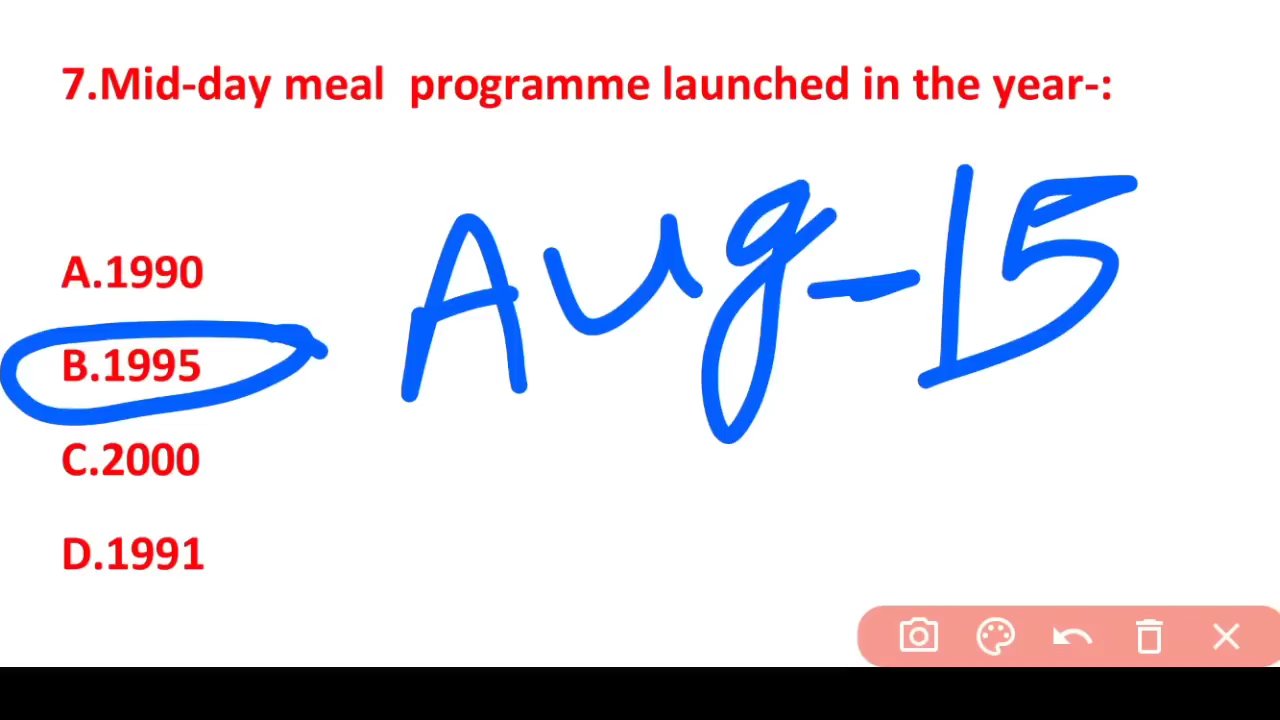 7.Mid-day meal programme launched in the year-:
Aug-15
A.1990
B.1995
C.2000
D.1991